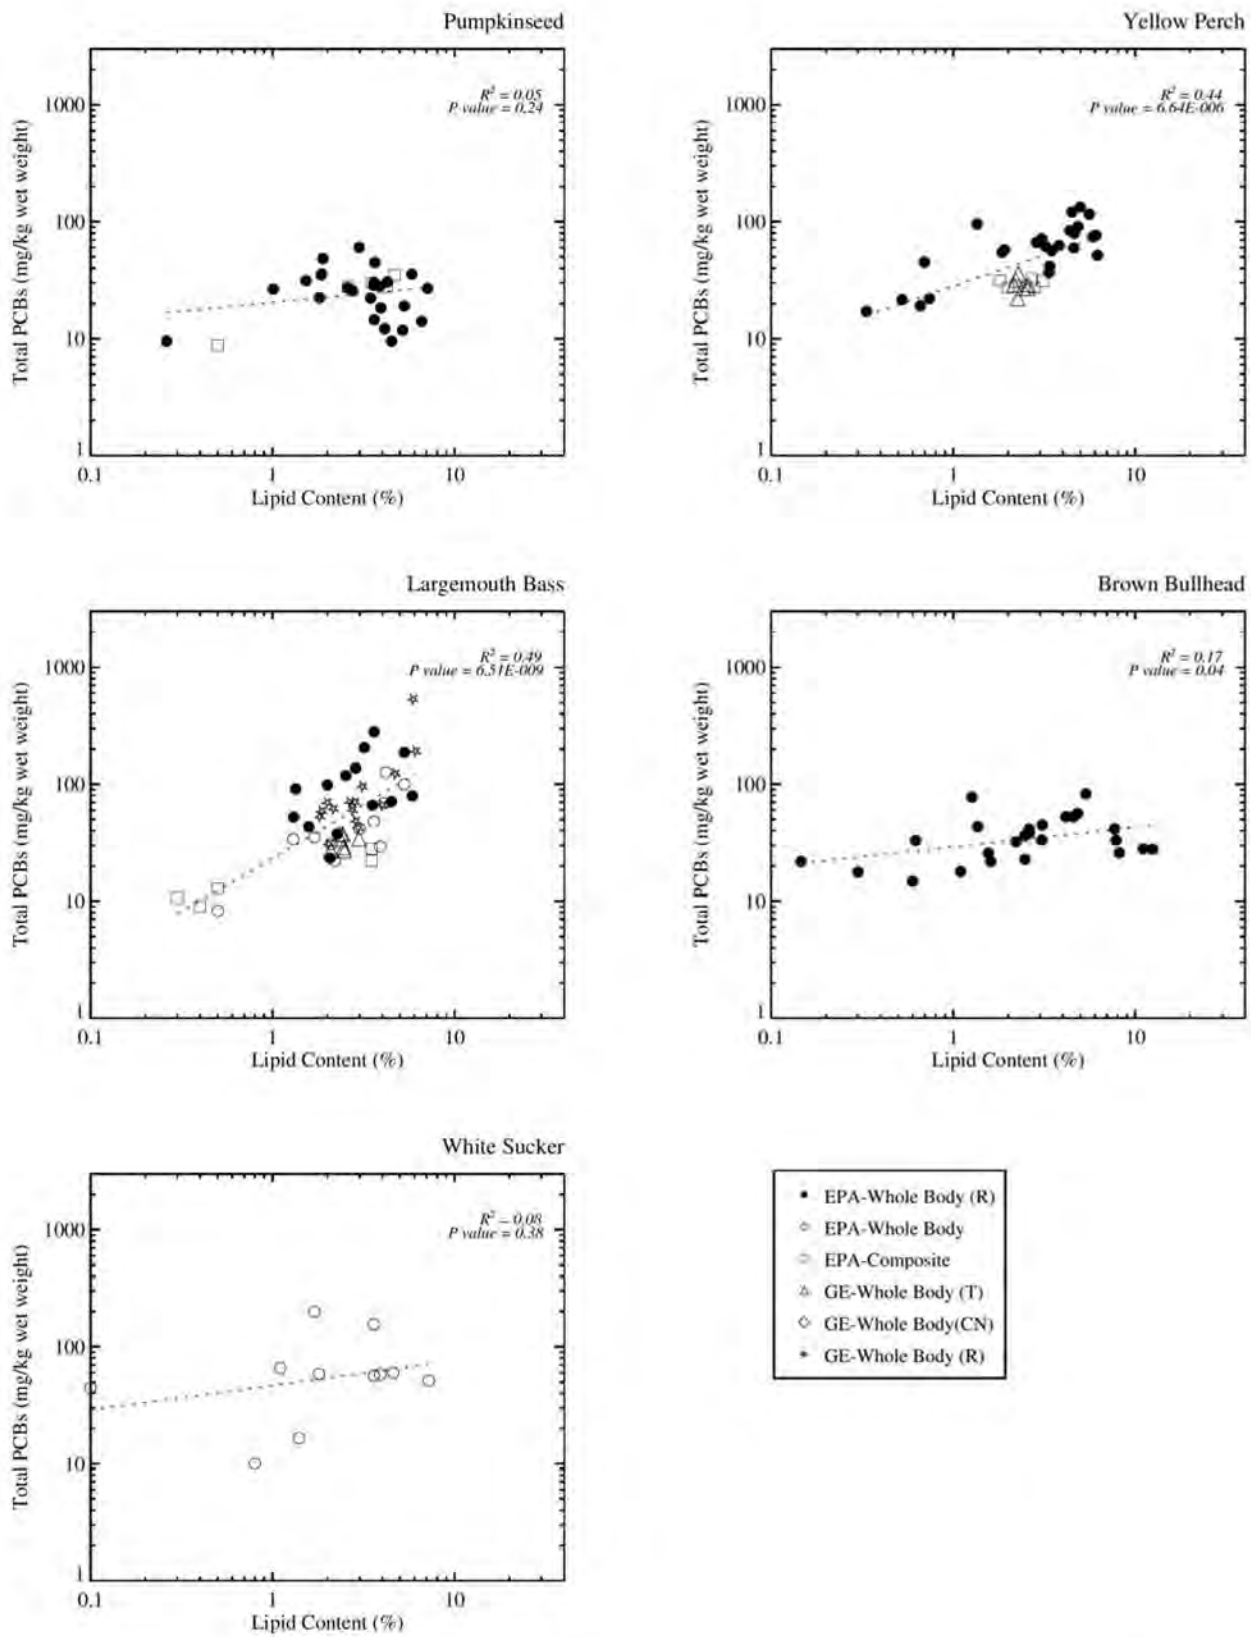 Pumpkinseed
R² = 0.05
P value = 0.24
Total PCBs (mg/kg wet weight)
1000
100
10
1
0.1 1 10
Lipid Content (%)
Yellow Perch
R² = 0.44
P value = 6.64E-006
Total PCBs (mg/kg wet weight)
1000
100
10
1
0.1 1 10
Lipid Content (%)
Largemouth Bass
R² = 0.49
P value = 6.51E-009
Total PCBs (mg/kg wet weight)
1000
100
10
1
0.1 1 10
Lipid Content (%)
Brown Bullhead
R² = 0.17
P value = 0.04
Total PCBs (mg/kg wet weight)
1000
100
10
1
0.1 1 10
Lipid Content (%)
White Sucker
R² = 0.08
P value = 0.38
Total PCBs (mg/kg wet weight)
1000
100
10
1
0.1 1 10
Lipid Content (%)
EPA-Whole Body (R)
EPA-Whole Body
EPA-Composite
GE-Whole Body (T)
GE-Whole Body(CN)
GE-Whole Body (R)